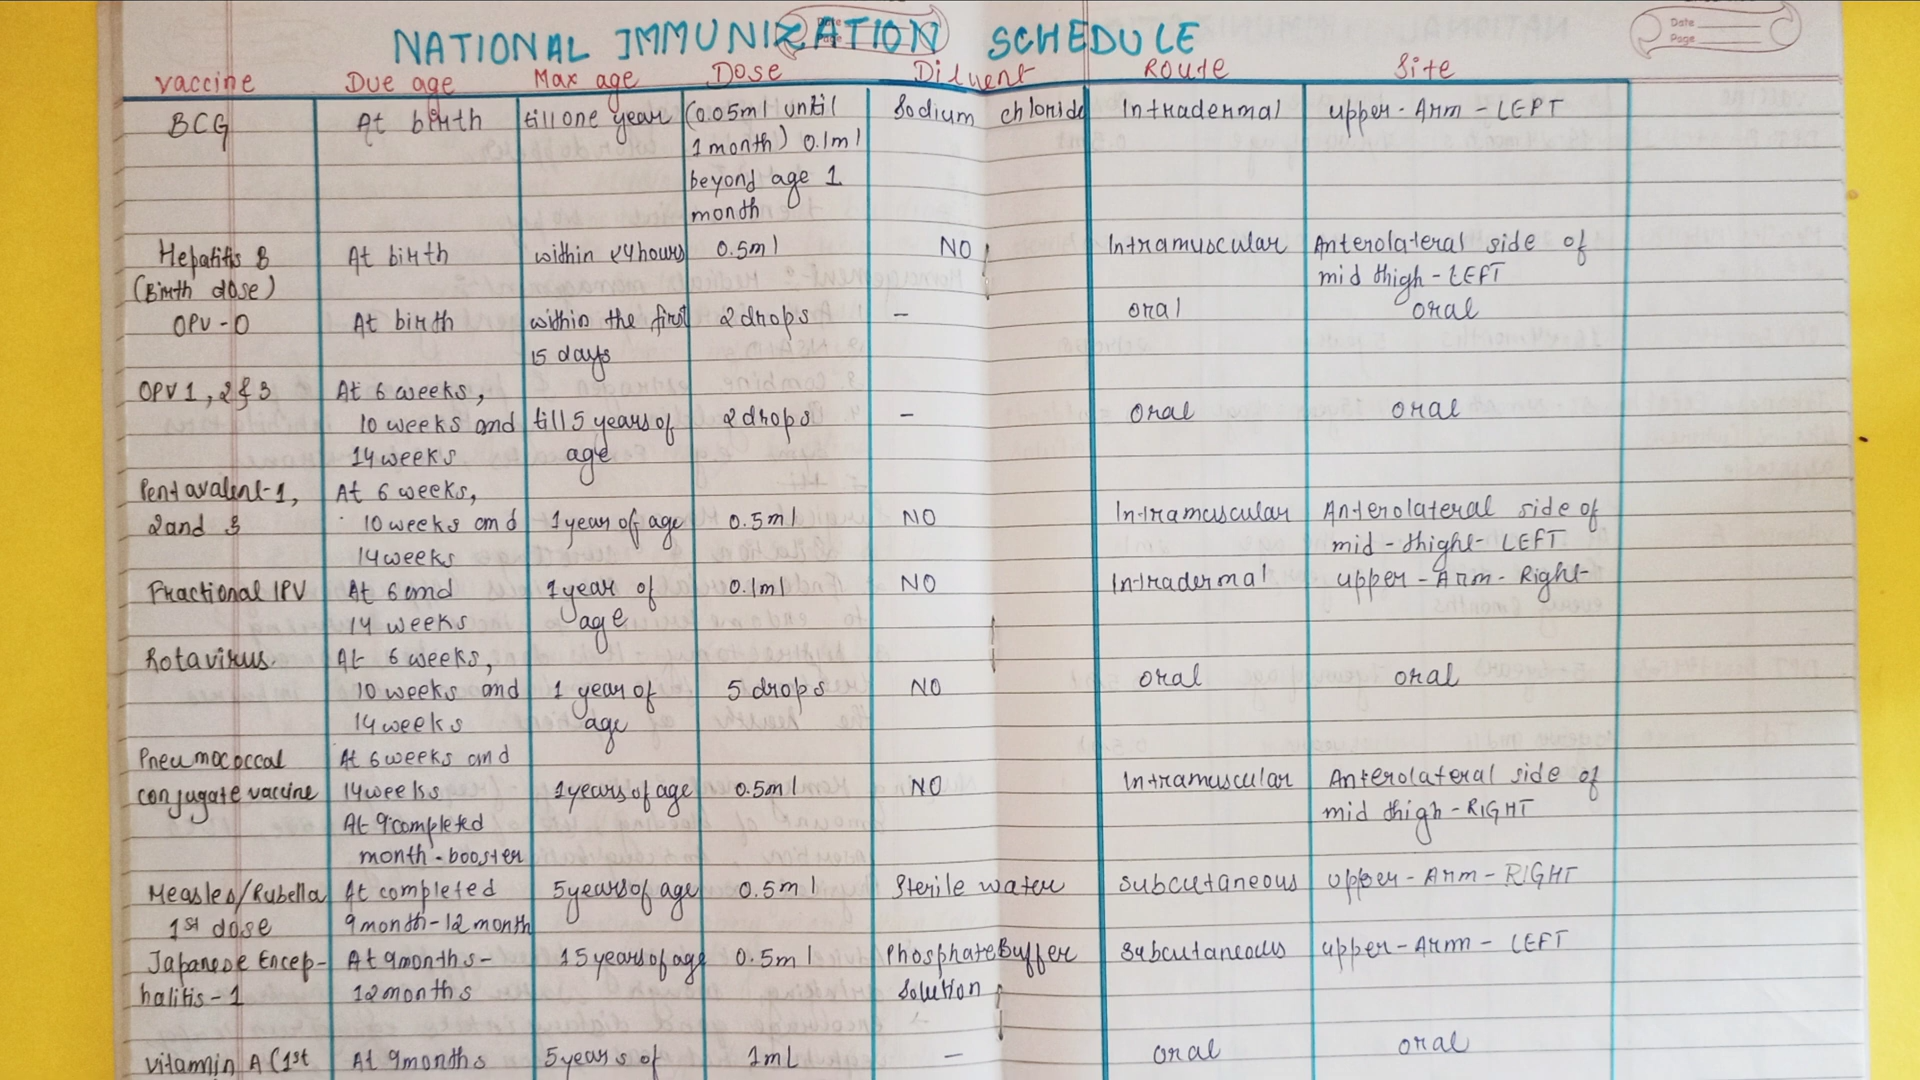 NATIONAL IMMUNIZATION SCHEDULE
Date
Page
Vaccine Due age Max age Dose Diluent Route Site
BCG At birth till one year (0.05ml until Sodium chloride Intradermal upper-Arm-LEFT
1 month) 0.1ml
beyond age 1
month
Hepatitis B At birth within 24hours 0.5ml NO Intramuscular Anterolateral side of
(Birth dose) mid thigh-LEFT
OPV-0 At birth within the first 2 drops - oral oral
15 days
OPV 1, 2 & 3 At 6 weeks,
10 weeks and till 5 years of 2 drops - oral oral
14 weeks age
Pentavalent-1, At 6 weeks,
2 and 3 10 weeks and 1 year of age 0.5ml NO Intramuscular Anterolateral side of
14 weeks mid-thighe-LEFT
Fractional IPV At 6 and 1 year of 0.1ml NO Intradermal upper-Arm-Right
14 weeks age
Rotavirus. At 6 weeks,
10 weeks and 1 year of 5 drops NO oral oral
14 weeks age
Pneumococcal At 6 weeks and
conjugate vaccine 14 weeks 1 years of age 0.5ml NO Intramuscular Anterolateral side of
At 9 completed mid thigh-RIGHT
month-booster
Measles/Rubella At completed 5 years of age 0.5ml Sterile water subcutaneous upper-Arm-RIGHT
1st dose 9 month-12 month
Japanese Encep- At 9 months- 15 years of age 0.5ml Phosphate Buffer subcutaneous upper-Arm-LEFT
halitis-1 12 months solution
vitamin A (1st At 9 months 5 years of 1mL - oral oral